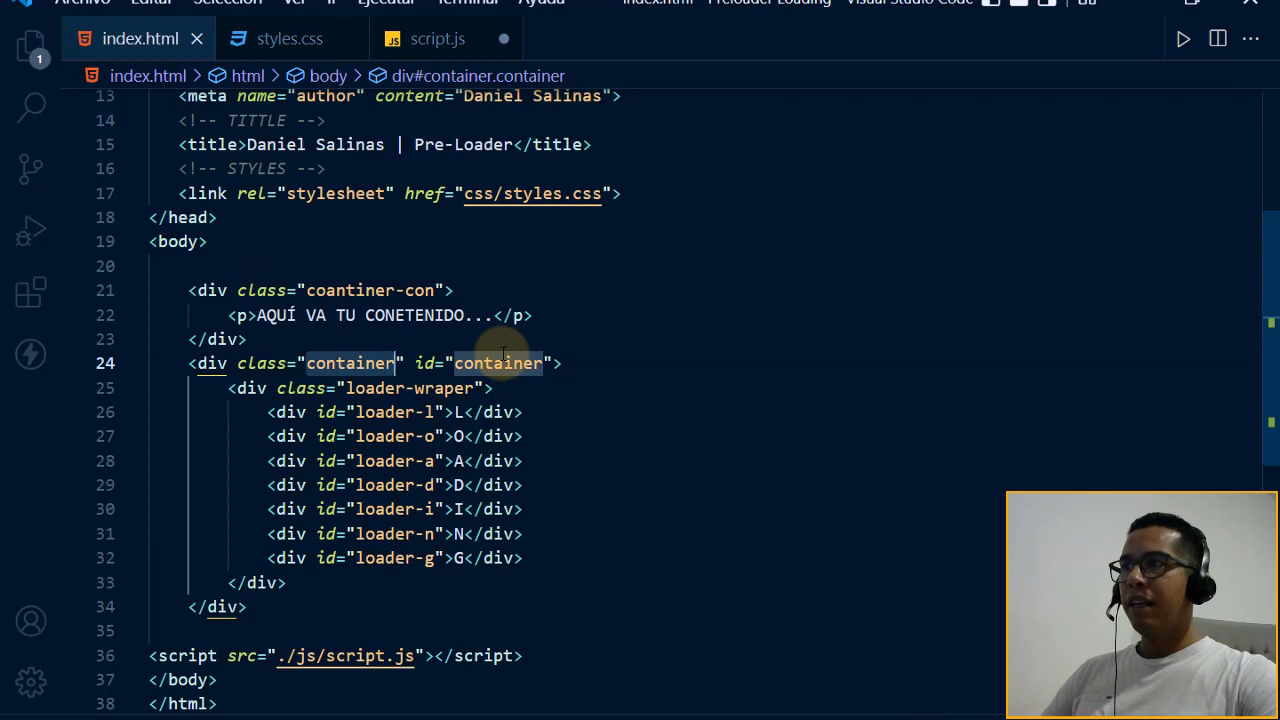 Archivo Editar Selección Ver Ir Ejecutar Terminal Ayuda index.html - Preloader Loading - Visual Studio Code
index.html styles.css JS script.js
index.html > html > body > div#container.container
1
13 <meta name="author" content="Daniel Salinas">
14 <!-- TITTLE -->
15 <title>Daniel Salinas | Pre-Loader</title>
16 <!-- STYLES -->
17 <link rel="stylesheet" href="css/styles.css">
18 </head>
19 <body>
20
21 <div class="coantiner-con">
22 <p>AQUÍ VA TU CONETENIDO...</p>
23 </div>
24 <div class="container" id="container">
25 <div class="loader-wraper">
26 <div id="loader-l">L</div>
27 <div id="loader-o">O</div>
28 <div id="loader-a">A</div>
29 <div id="loader-d">D</div>
30 <div id="loader-i">I</div>
31 <div id="loader-n">N</div>
32 <div id="loader-g">G</div>
33 </div>
34 </div>
35
36 <script src="./js/script.js"></script>
37 </body>
38 </html>